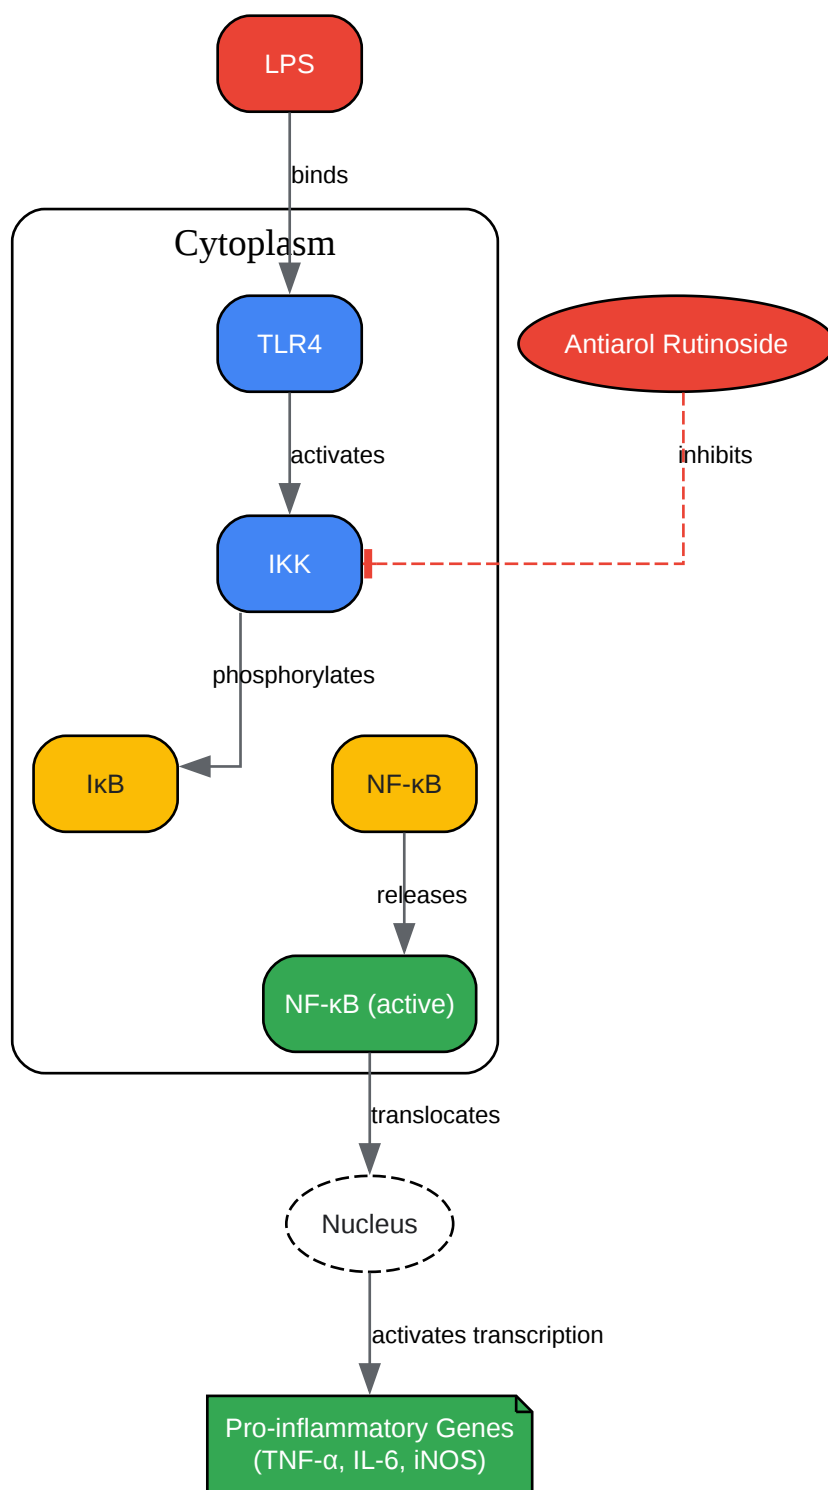 LPS
binds
Cytoplasm
TLR4
Antiarol Rutinoside
activates
inhibits
IKK
phosphorylates
IκB
NF-κB
releases
NF-κB (active)
translocates
Nucleus
activates transcription
Pro-inflammatory Genes
(TNF-α, IL-6, iNOS)